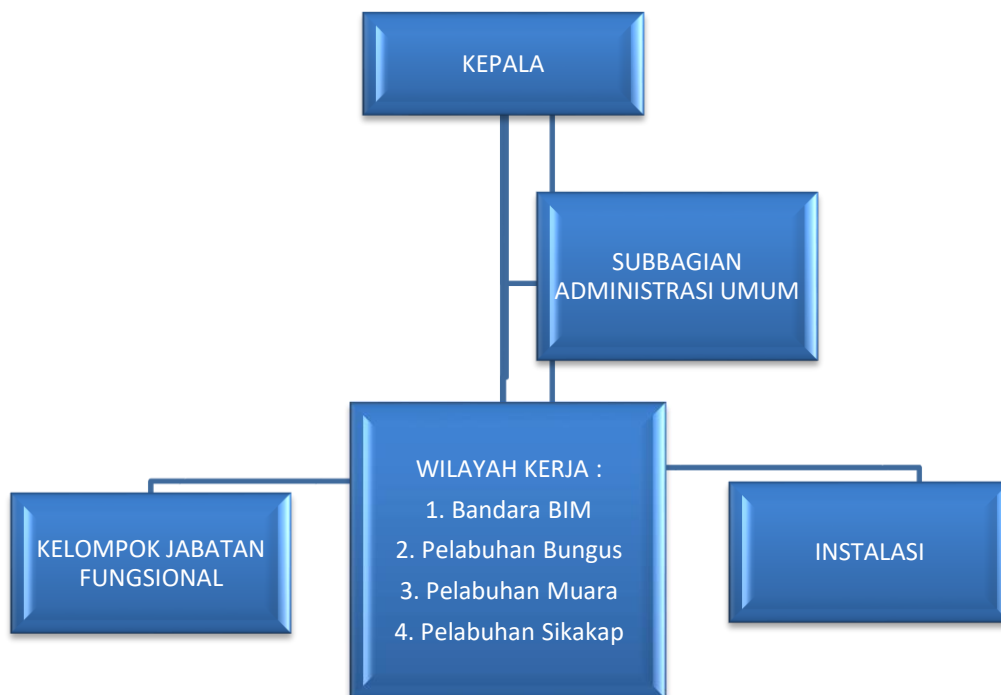 KEPALA
SUBBAGIAN
ADMINISTRASI UMUM
WILAYAH KERJA :
1. Bandara BIM
2. Pelabuhan Bungus
3. Pelabuhan Muara
4. Pelabuhan Sikakap
KELOMPOK JABATAN
FUNGSIONAL
INSTALASI